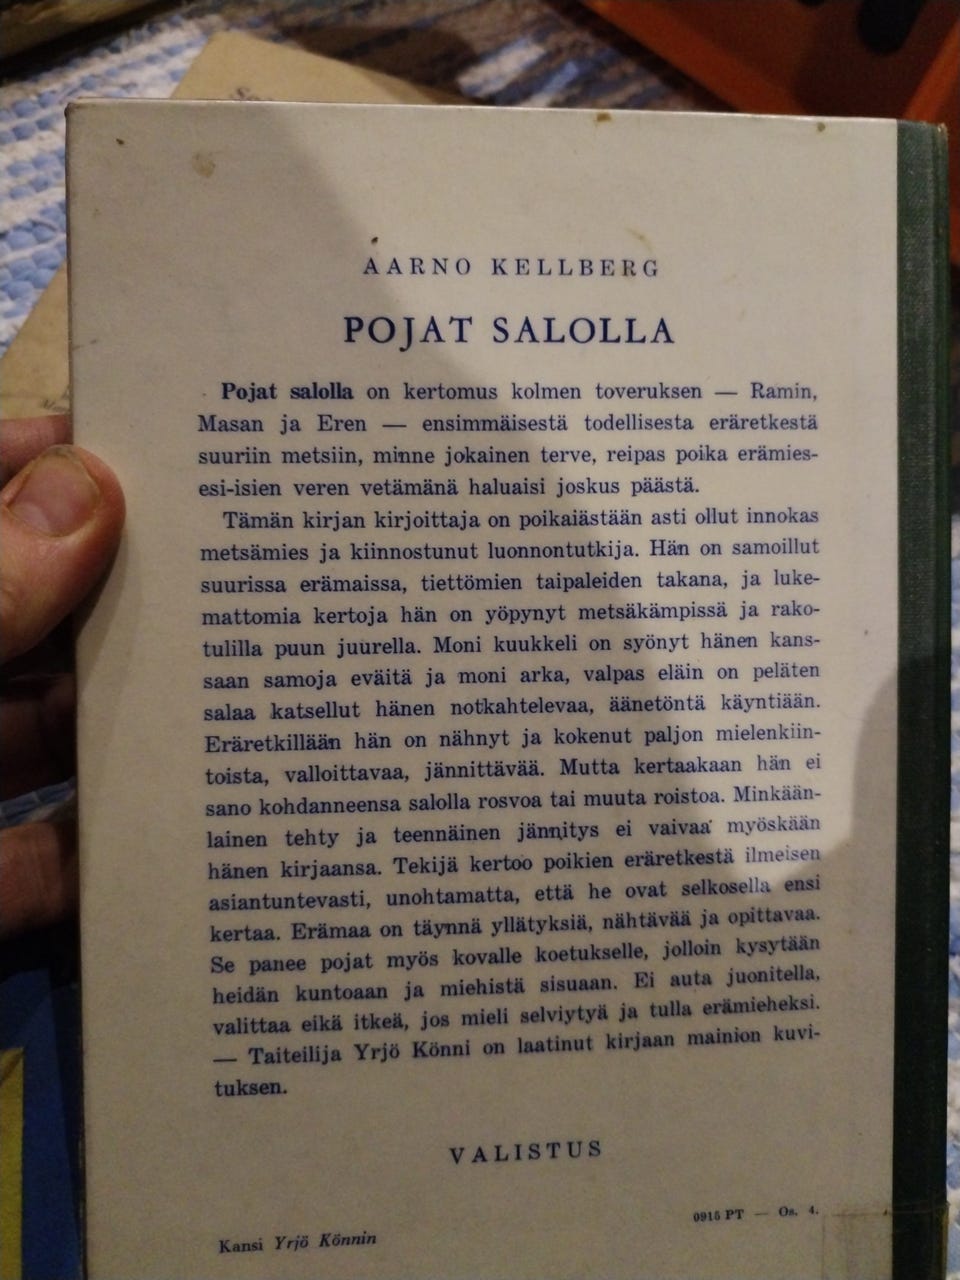 AARNO KELLBERG
POJAT SALOLLA
Pojat salolla on kertomus kolmen toveruksen — Ramin,
Masan ja Eren — ensimmäisestä todellisesta eräretkestä
suuriin metsiin, minne jokainen terve, reipas poika erämies-
esi-isien veren vetämänä haluaisi joskus päästä.
Tämän kirjan kirjoittaja on poikaiästään asti ollut innokas
metsämies ja kiinnostunut luonnontutkija. Hän on samoillut
suurissa erämaissa, tiettömien taipaleiden takana, ja luke-
mattomia kertoja hän on yöpynyt metsäkämpissä ja rako-
tulilla puun juurella. Moni kuukkeli on syönyt hänen kans-
saan samoja eväitä ja moni arka, valpas eläin on peläten
salaa katsellut hänen notkahtelevaa, äänetöntä käyntiään.
Eräretkillään hän on nähnyt ja kokenut paljon mielenkiin-
toista, valloittavaa, jännittävää. Mutta kertaakaan hän ei
sano kohdanneensa salolla rosvoa tai muuta roistoa. Minkään-
lainen tehty ja teennäinen jännitys ei vaivaa myöskään
hänen kirjaansa. Tekijä kertoo poikien eräretkestä ilmeisen
asiantuntevasti, unohtamatta, että he ovat selkosella ensi
kertaa. Erämaa on täynnä yllätyksiä, nähtävää ja opittavaa.
Se panee pojat myös kovalle koetukselle, jolloin kysytään
heidän kuntoaan ja miehistä sisuaan. Ei auta juonitella,
valittaa eikä itkeä, jos mieli selviytyä ja tulla erämieheksi.
— Taiteilija Yrjö Könni on laatinut kirjaan mainion kuvi-
tuksen.
VALISTUS
0915 PT — Os. 4.
Kansi Yrjö Könnin